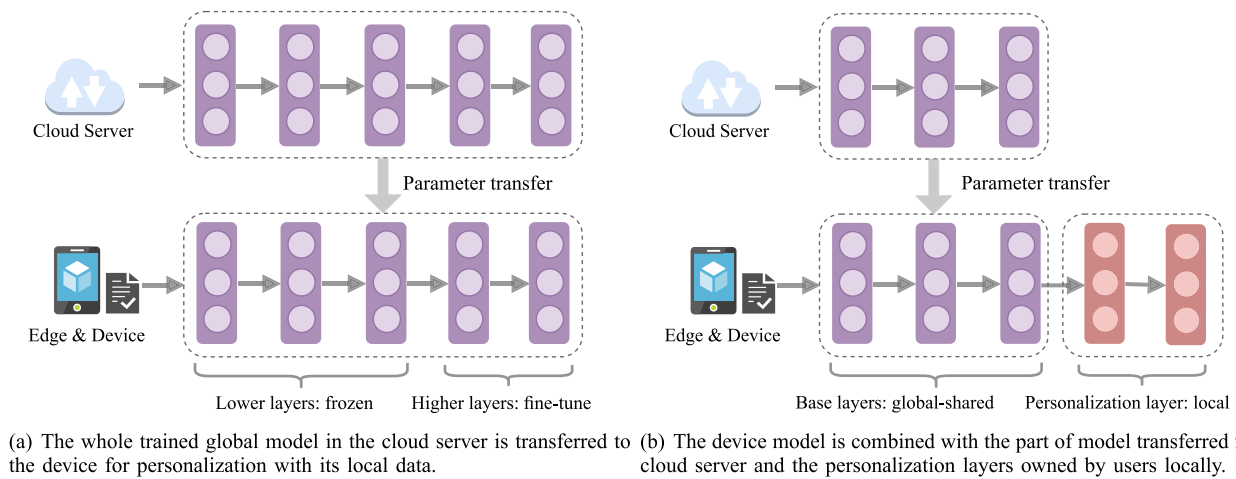 Cloud Server
Parameter transfer
Edge & Device
Lower layers: frozen
Higher layers: fine-tune
(a) The whole trained global model in the cloud server is transferred to
the device for personalization with its local data.
Cloud Server
Parameter transfer
Edge & Device
Base layers: global-shared
Personalization layer: local
(b) The device model is combined with the part of model transferred
cloud server and the personalization layers owned by users locally.